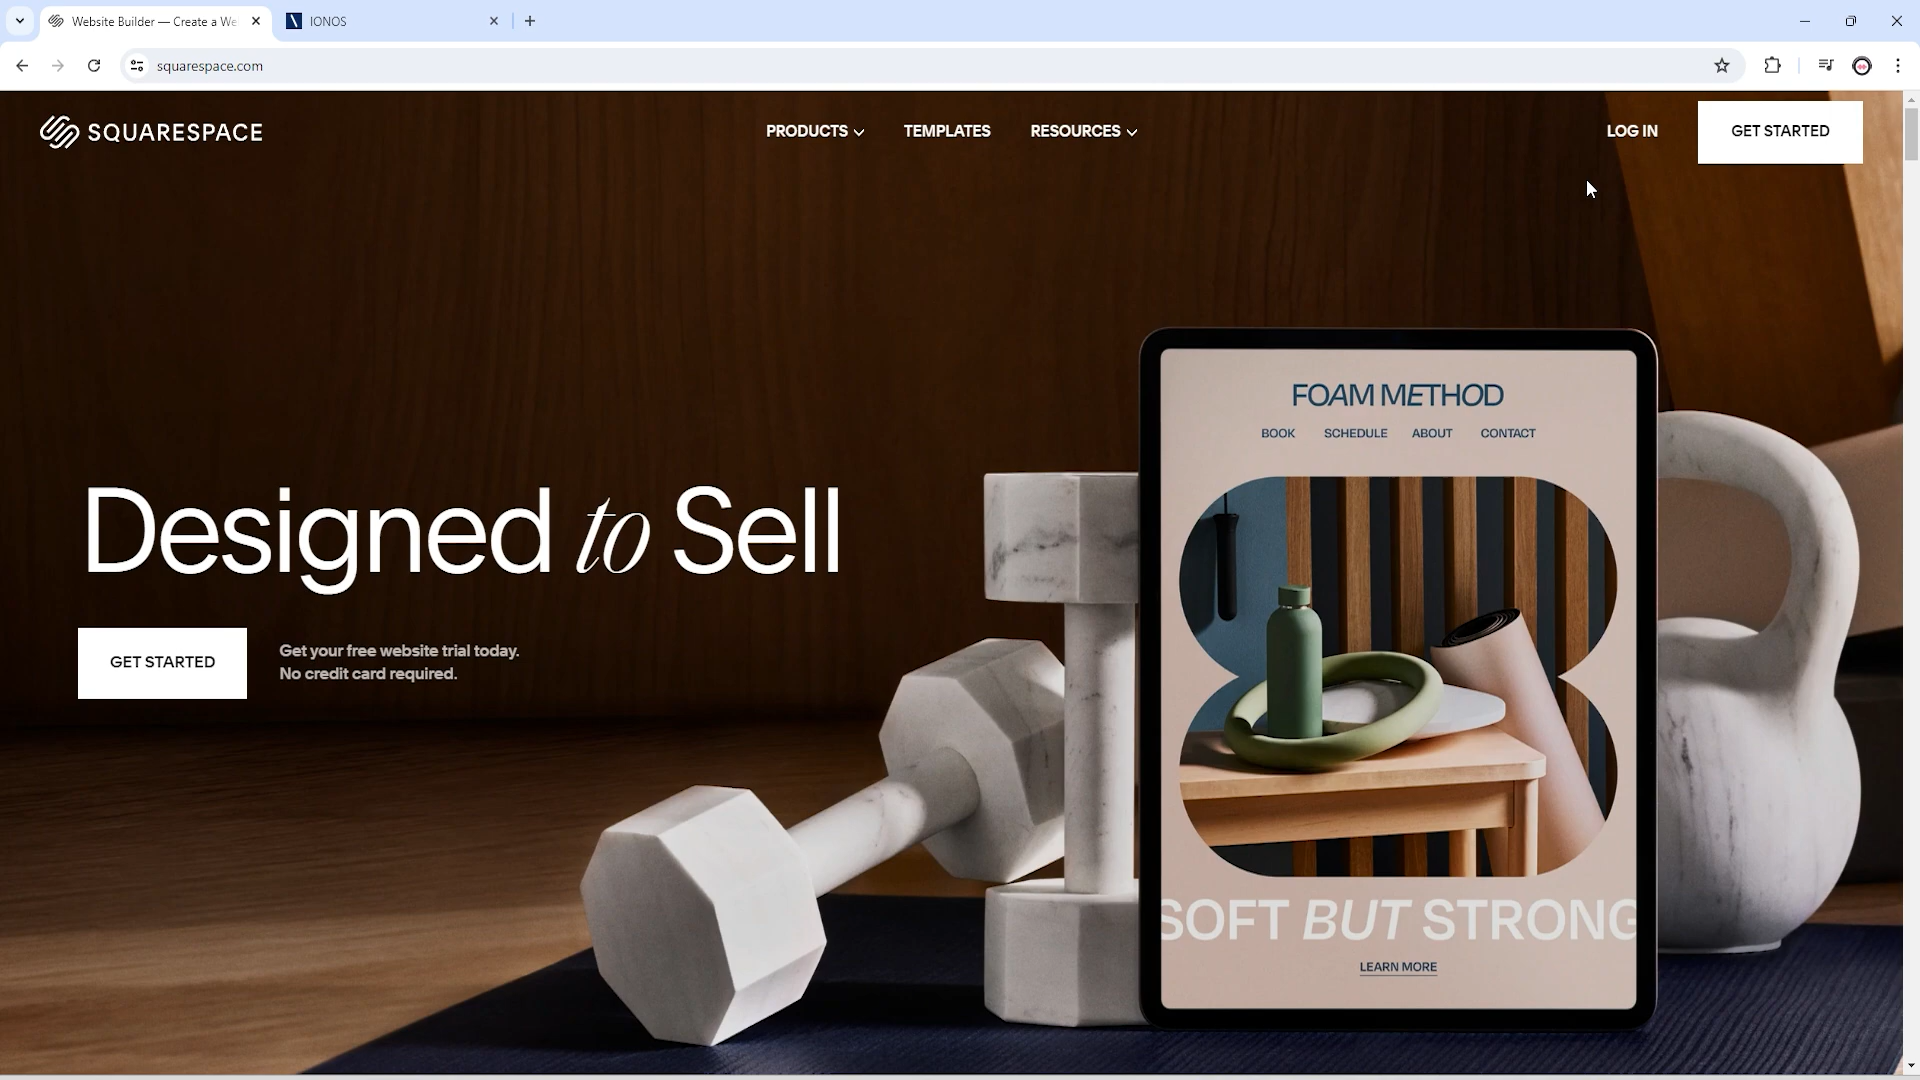 Website Builder — Create a We
IONOS
squarespace.com
SQUARESPACE
PRODUCTS
TEMPLATES
RESOURCES
LOG IN
GET STARTED
FOAM METHOD
BOOK
SCHEDULE
ABOUT
CONTACT
Designed to Sell
GET STARTED
Get your free website trial today.
No credit card required.
SOFT BUT STRONG
LEARN MORE